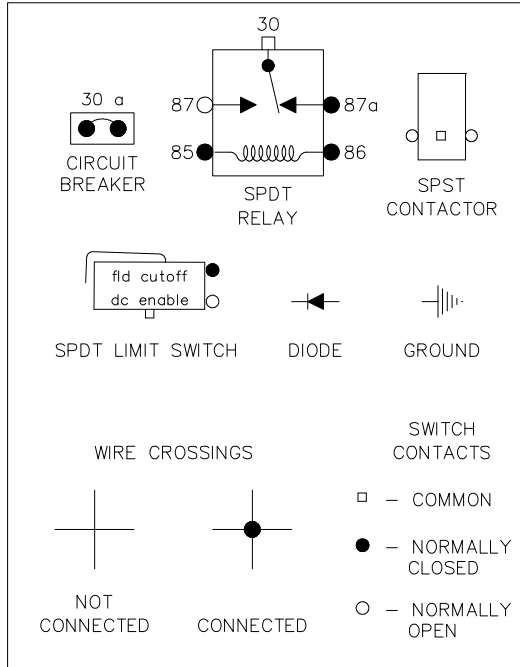 30
30 a
87
87a
85
86
CIRCUIT
BREAKER
SPDT
RELAY
SPST
CONTACTOR
fld cutoff
dc enable
SPDT LIMIT SWITCH
DIODE
GROUND
WIRE CROSSINGS
SWITCH
CONTACTS
NOT
CONNECTED
CONNECTED
– COMMON
– NORMALLY
CLOSED
– NORMALLY
OPEN